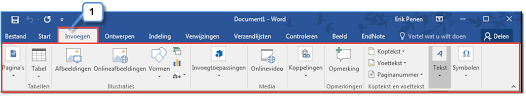 1
Document1 - Word
Erik Penen
Bestand Start Invoegen Ontwerpen Indeling Verwijzingen Verzendlijsten Controleren Beeld EndNote Vertel wat u wilt doen Delen
Pagina's Tabel Afbeeldingen Onlineafbeeldingen Vormen Invoegtoepassingen Onlinevideo Koppelingen Opmerking Koptekst Voettekst Paginanummer Tekst Symbolen
Tabellen Illustraties Media Opmerkingen Koptekst en voettekst